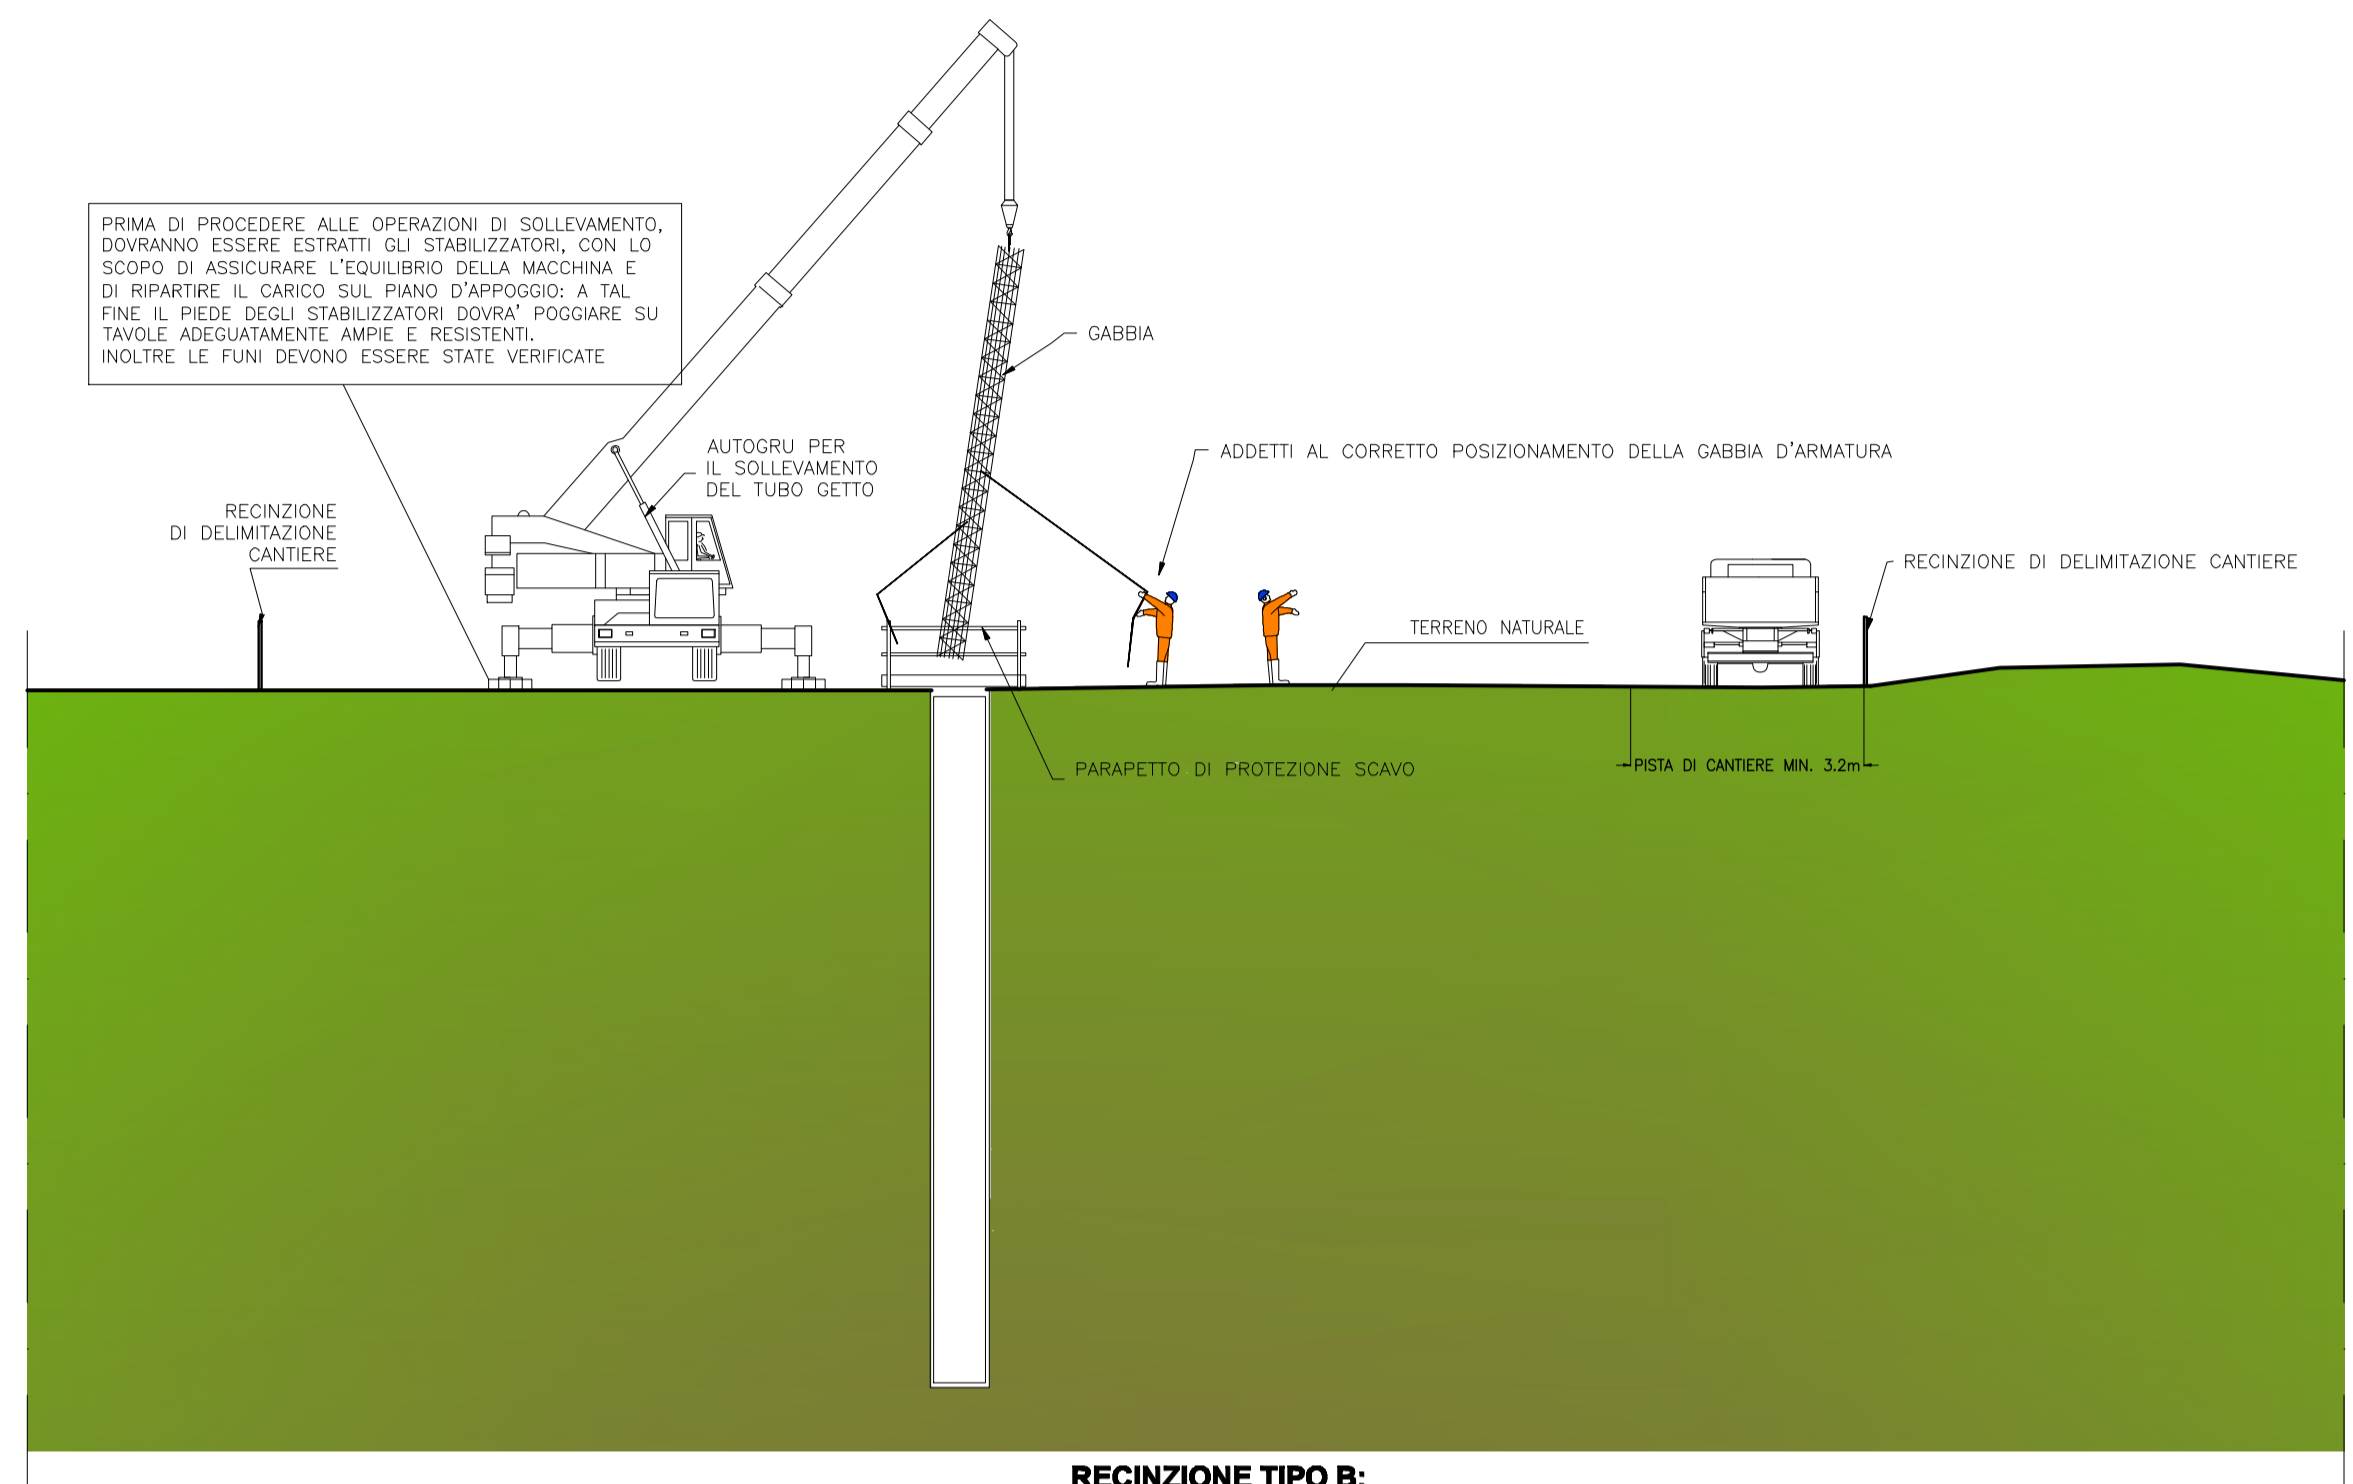 PRIMA DI PROCEDERE ALLE OPERAZIONI DI SOLLEVAMENTO,
DOVRANNO ESSERE ESTRATTI GLI STABILIZZATORI, CON LO
SCOPO DI ASSICURARE L'EQUILIBRIO DELLA MACCHINA E
DI RIPARTIRE IL CARICO SUL PIANO D'APPOGGIO: A TAL
FINE IL PIEDE DEGLI STABILIZZATORI DOVRA' POGGIARE SU
TAVOLE ADEGUATAMENTE AMPIE E RESISTENTI.
INOLTRE LE FUNI DEVONO ESSERE STATE VERIFICATE
GABBIA
AUTOGRU PER
IL SOLLEVAMENTO
DEL TUBO GETTO
ADDETTI AL CORRETTO POSIZIONAMENTO DELLA GABBIA D'ARMATURA
RECINZIONE
DI DELIMITAZIONE
CANTIERE
RECINZIONE DI DELIMITAZIONE CANTIERE
TERRENO NATURALE
PARAPETTO DI PROTEZIONE SCAVO
PISTA DI CANTIERE MIN. 3.2m
RECINZIONE TIPO B: